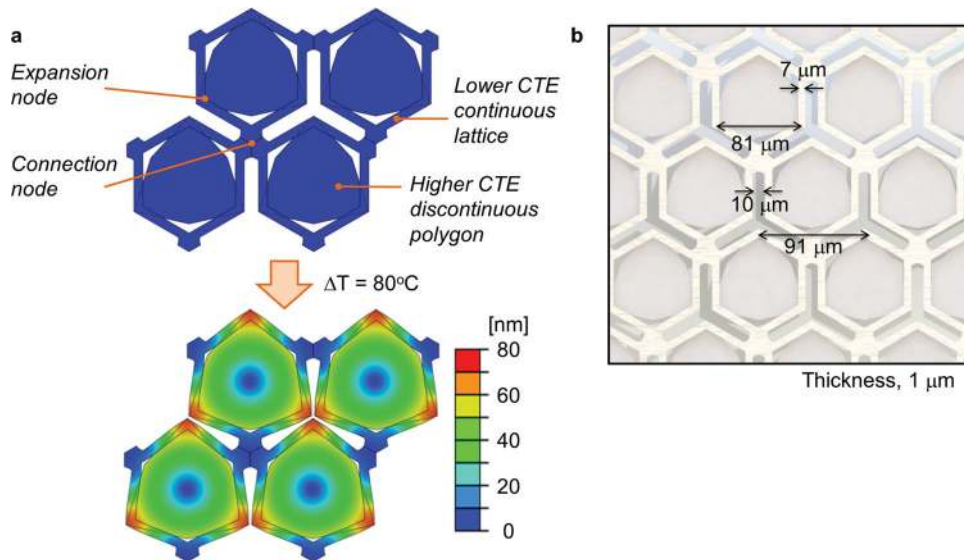 a
Expansion
node
Connection
node
Lower CTE
continuous
lattice
Higher CTE
discontinuous
polygon
ΔT = 80°C
[nm]
80
60
40
20
0
b
7 μm
81 μm
10 μm
91 μm
Thickness, 1 μm